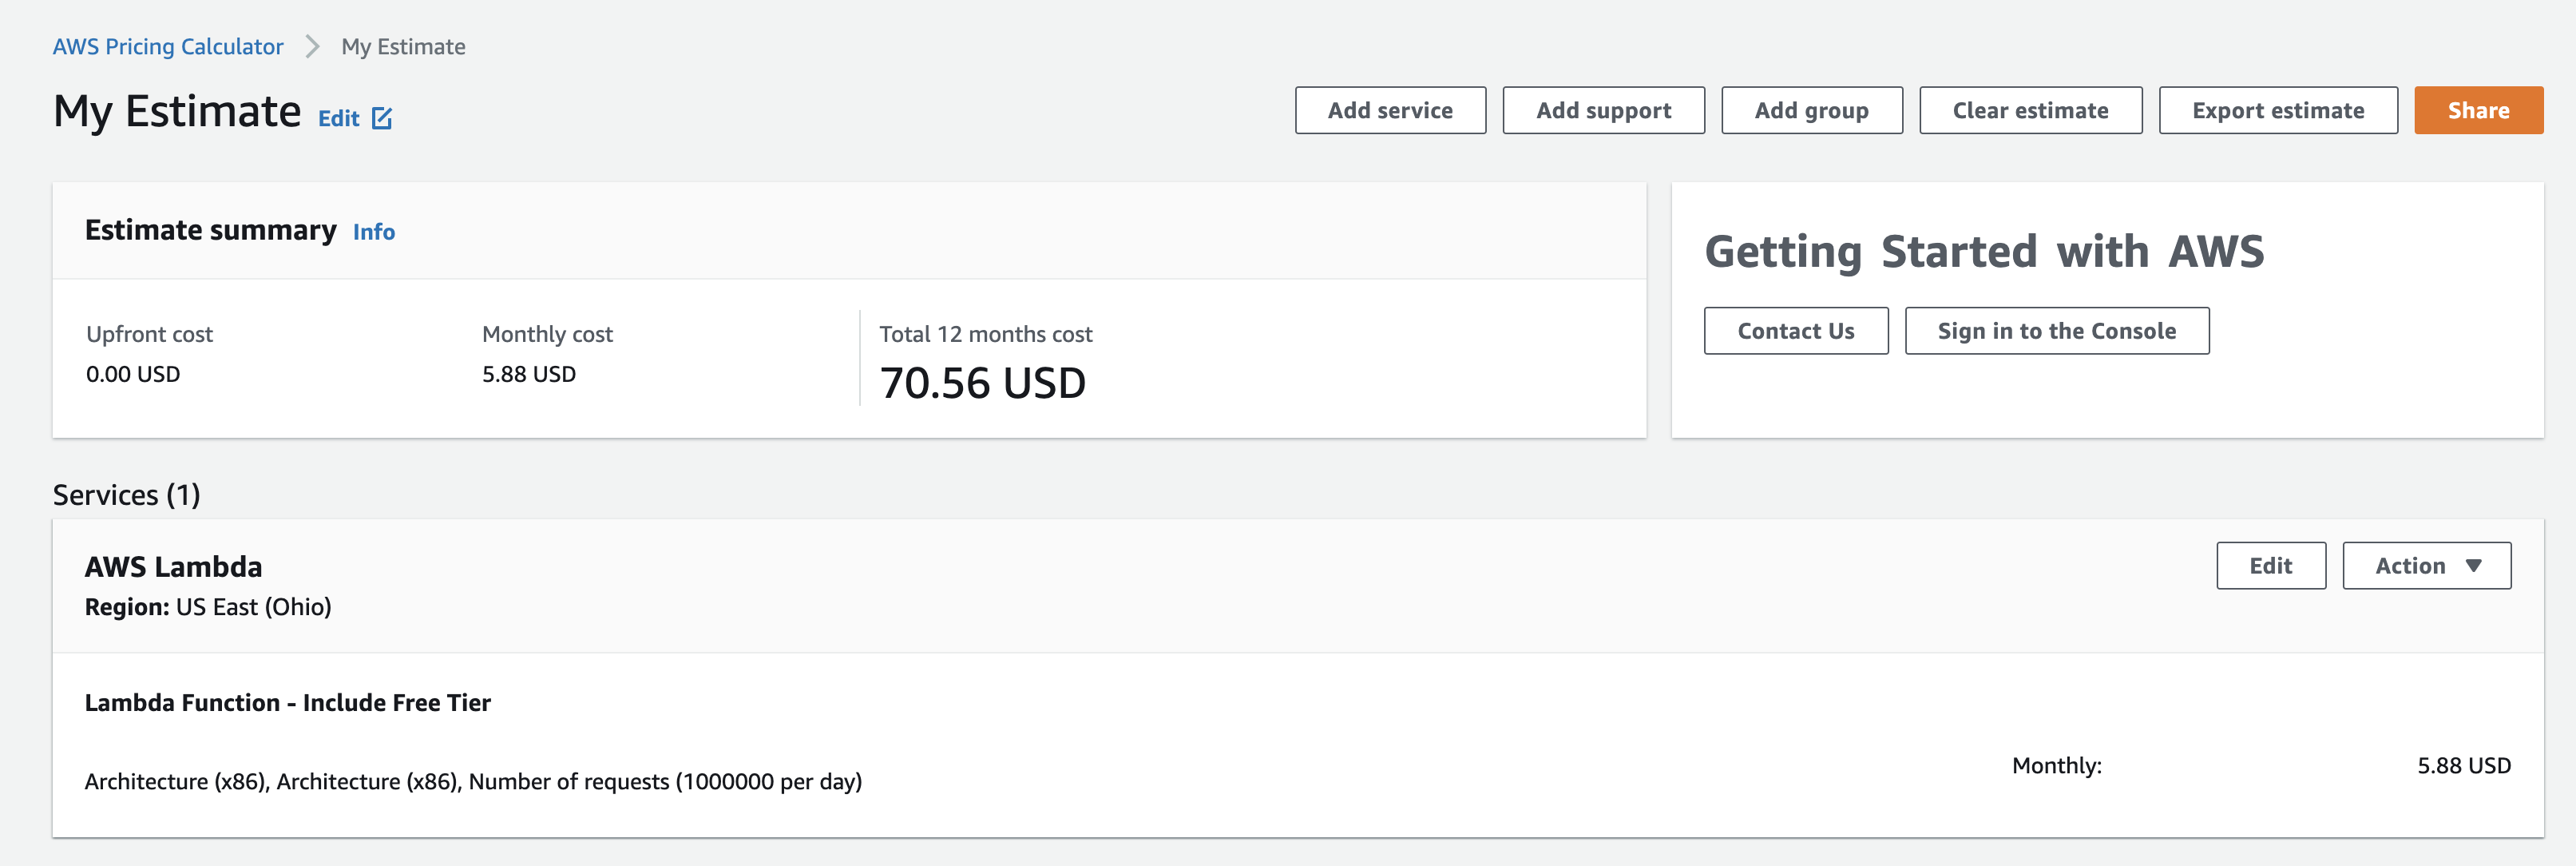 AWS Pricing Calculator > My Estimate
My Estimate Edit
Add service Add support Add group Clear estimate Export estimate Share
Estimate summary Info
Upfront cost
0.00 USD
Monthly cost
5.88 USD
Total 12 months cost
70.56 USD
Getting Started with AWS
Contact Us Sign in to the Console
Services (1)
AWS Lambda
Region: US East (Ohio)
Edit Action
Lambda Function - Include Free Tier
Architecture (x86), Architecture (x86), Number of requests (1000000 per day)
Monthly: 5.88 USD